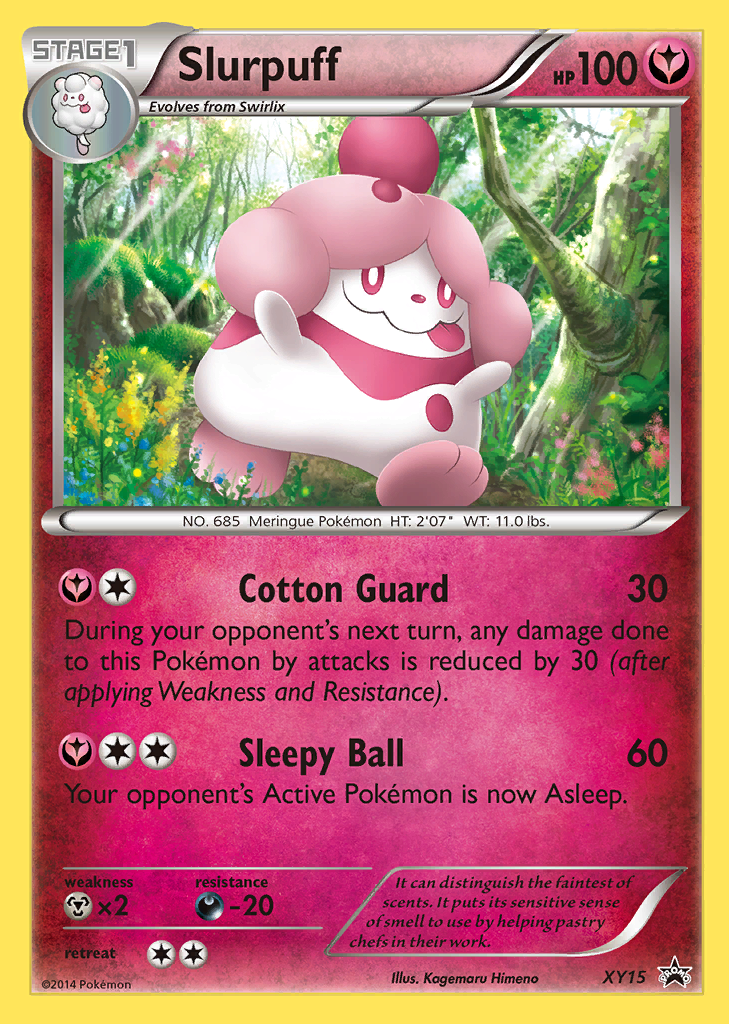 STAGE1
Slurpuff
HP100
Evolves from Swirlix
NO. 685 Meringue Pokémon HT: 2'07" WT: 11.0 lbs.
Cotton Guard 30
During your opponent's next turn, any damage done
to this Pokémon by attacks is reduced by 30 (after
applying Weakness and Resistance).
Sleepy Ball 60
Your opponent's Active Pokémon is now Asleep.
weakness resistance
×2 -20
retreat
It can distinguish the faintest of
scents. It puts its sensitive sense
of smell to use by helping pastry
chefs in their work.
©2014 Pokémon
Illus. Kagemaru Himeno
XY15
PROMO